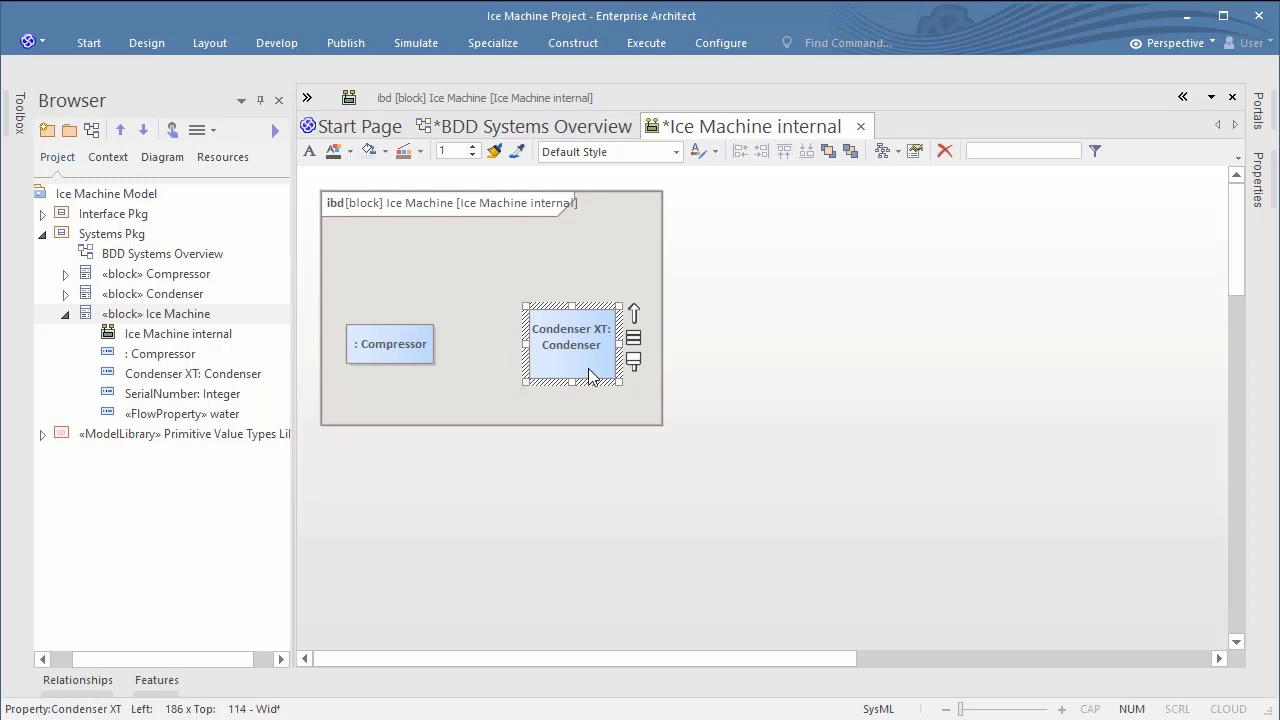 Ice Machine Project - Enterprise Architect
Start Design Layout Develop Publish Simulate Specialize Construct Execute Configure Find Command... Perspective User
Toolbox
Browser
Project Context Diagram Resources
Ice Machine Model
Interface Pkg
Systems Pkg
BDD Systems Overview
«block» Compressor
«block» Condenser
«block» Ice Machine
Ice Machine internal
: Compressor
Condenser XT: Condenser
SerialNumber: Integer
«FlowProperty» water
«ModelLibrary» Primitive Value Types Li
Relationships Features
ibd [block] Ice Machine [Ice Machine internal]
Start Page *BDD Systems Overview *Ice Machine internal
1 Default Style
ibd[block] Ice Machine [Ice Machine internal]
: Compressor
Condenser XT:
Condenser
Portals
Properties
Property:Condenser XT Left: 186 x Top: 114 - Widt SysML CAP NUM SCRL CLOUD